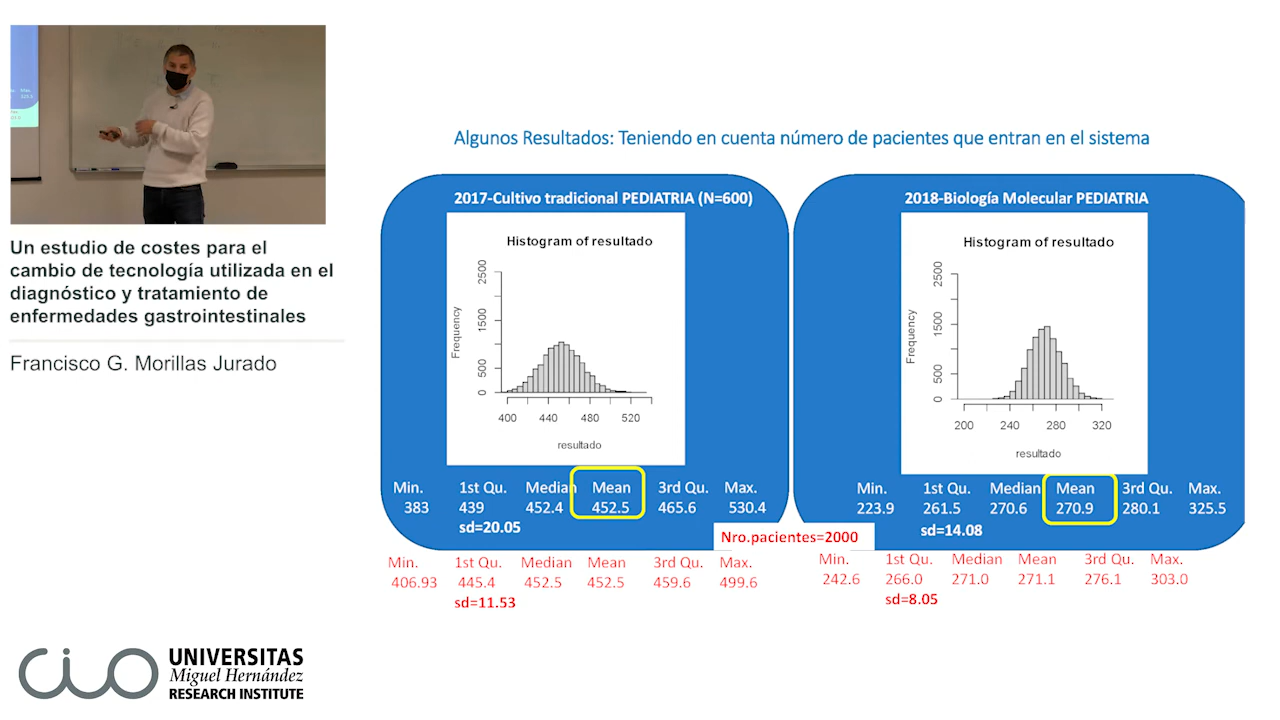 Un estudio de costes para el
cambio de tecnología utilizada en el
diagnóstico y tratamiento de
enfermedades gastrointestinales
Francisco G. Morillas Jurado
Algunos Resultados: Teniendo en cuenta número de pacientes que entran en el sistema
2017-Cultivo tradicional PEDIATRIA (N=600)
Histogram of resultado
Frequency
2500
1500
500
0
400 440 480 520
resultado
Min. 1st Qu. Median Mean 3rd Qu. Max.
383 439 452.4 452.5 465.6 530.4
sd=20.05
2018-Biología Molecular PEDIATRIA
Histogram of resultado
Frequency
2500
1500
500
0
200 240 280 320
resultado
Min. 1st Qu. Median Mean 3rd Qu. Max.
223.9 261.5 270.6 270.9 280.1 325.5
sd=14.08
Nro.pacientes=2000
Min. 1st Qu. Median Mean 3rd Qu. Max.
406.93 445.4 452.5 452.5 459.6 499.6
sd=11.53
Min. 1st Qu. Median Mean 3rd Qu. Max.
242.6 266.0 271.0 271.1 276.1 303.0
sd=8.05
cio
UNIVERSITAS
Miguel Hernández
RESEARCH INSTITUTE